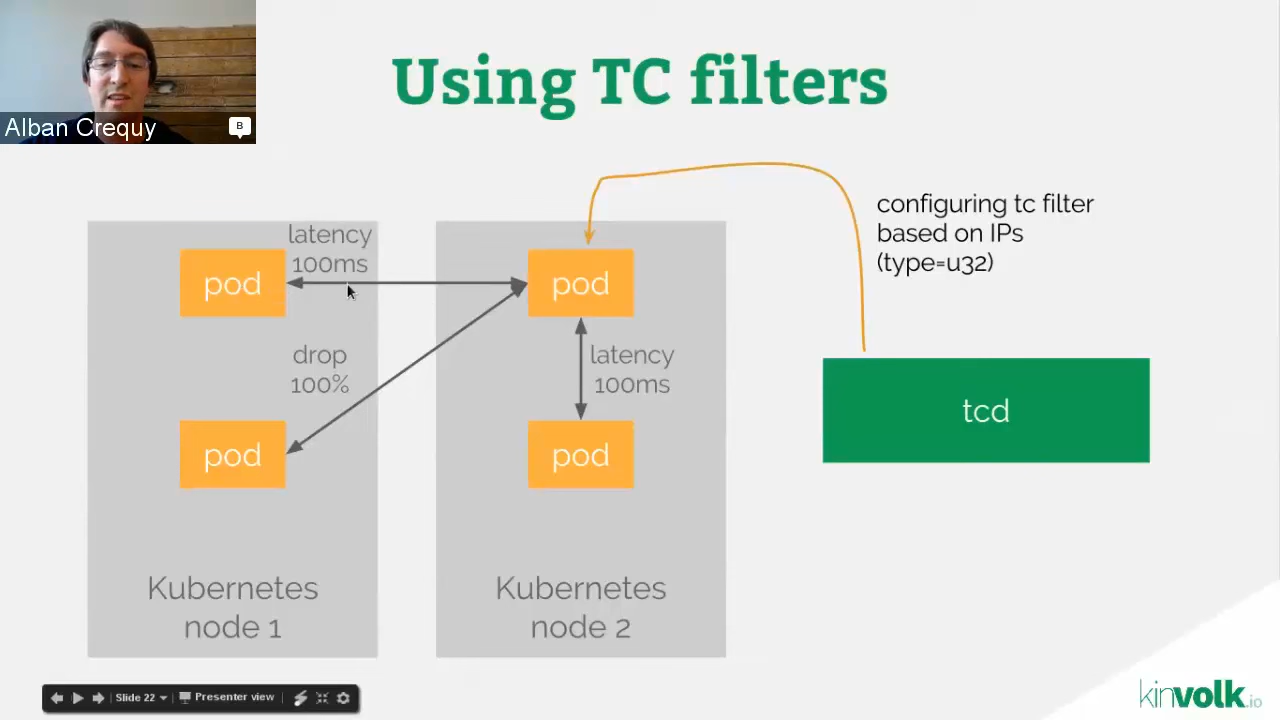 Alban Crequy
B
Using TC filters
configuring tc filter
based on IPs
(type=u32)
latency
100ms
pod
pod
drop
100%
latency
100ms
tcd
pod
pod
Kubernetes
node 1
Kubernetes
node 2
Slide 22
Presenter view
kinvolk.io